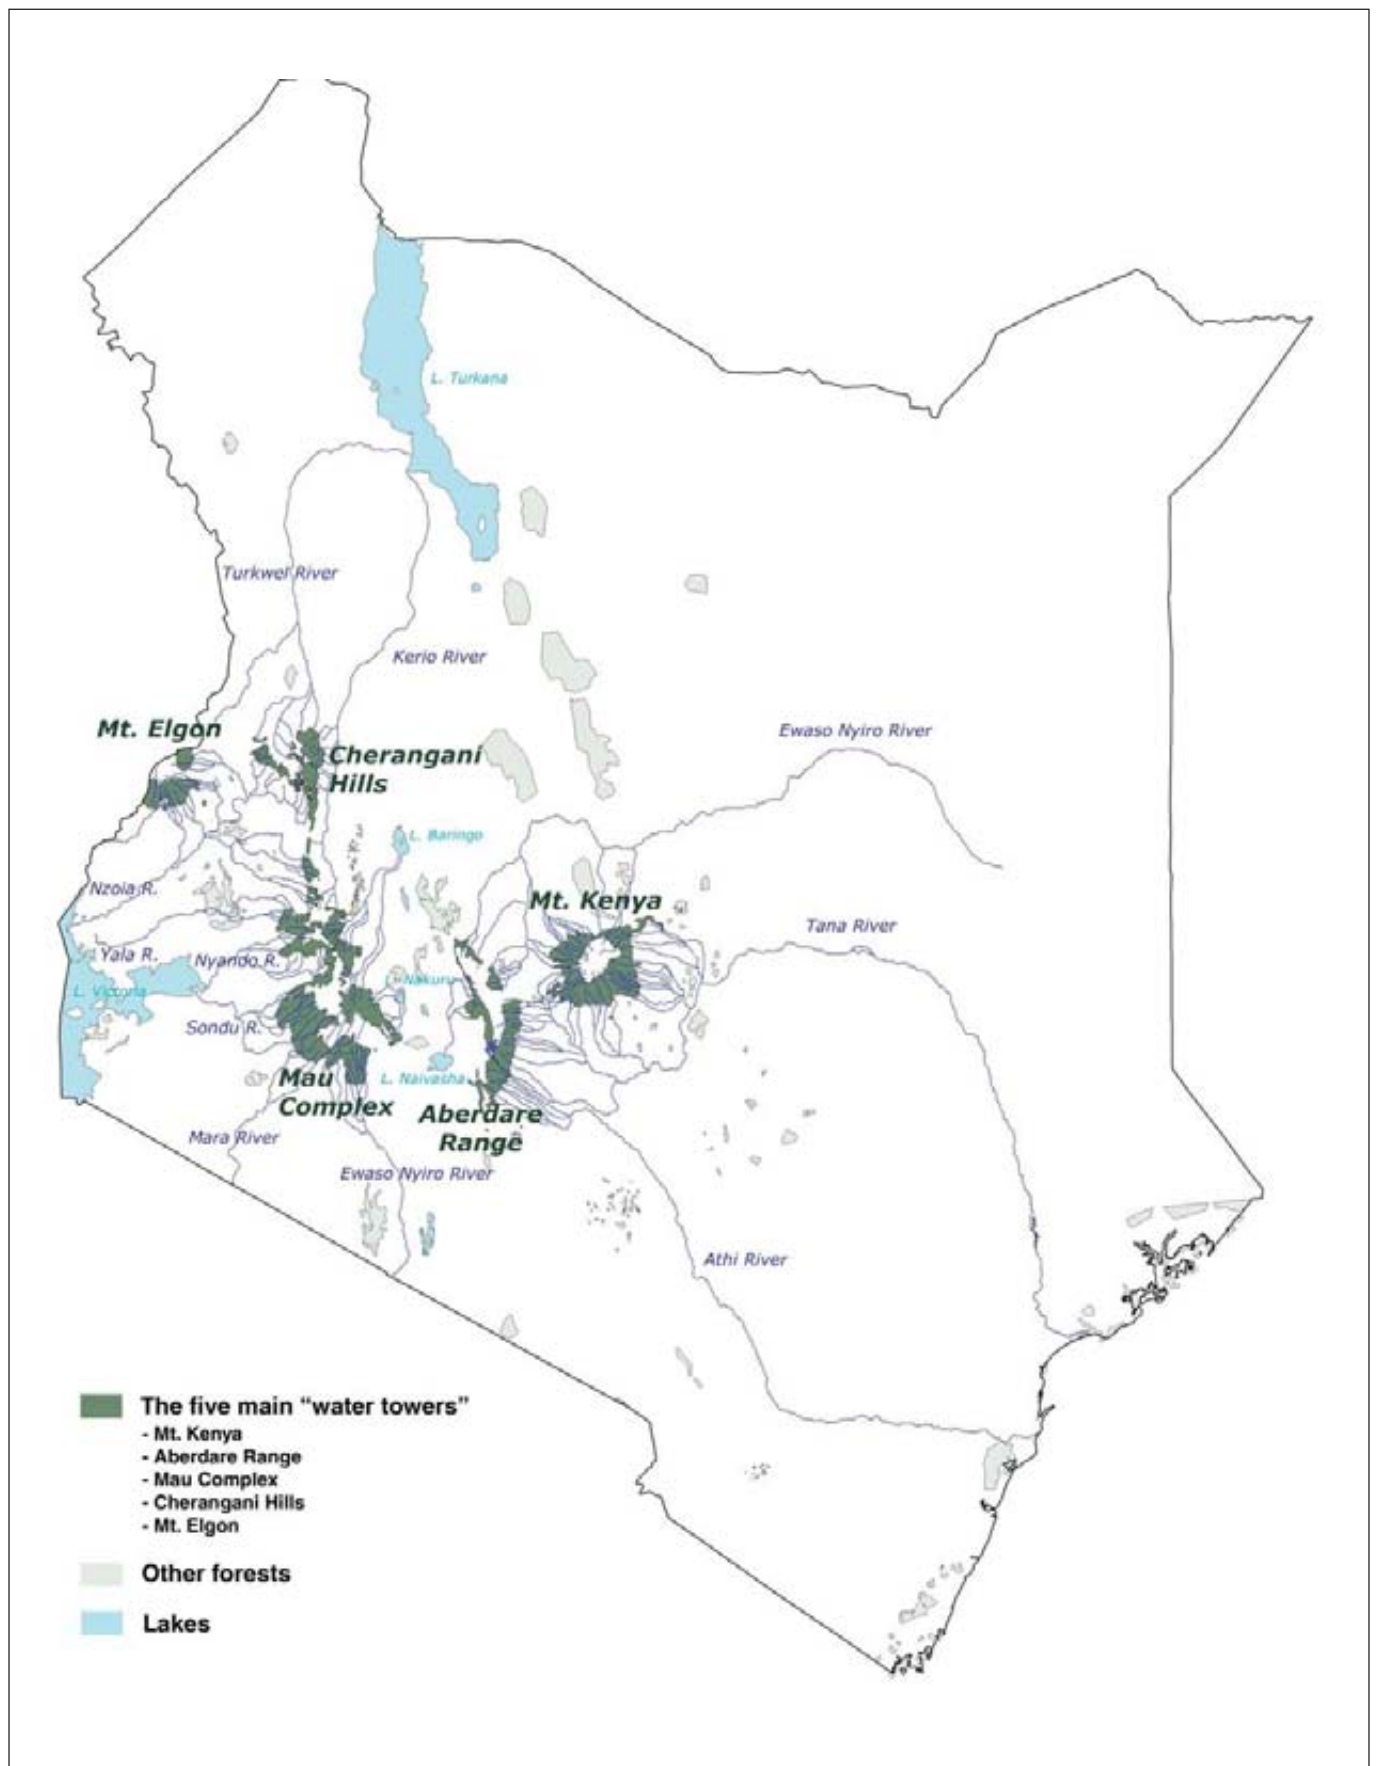 L. Turkana
Turkwel River
Kerio River
Mt. Elgon
Cherangani
Hills
Ewaso Nyiro River
L. Baringo
Nzoia R.
Mt. Kenya
Tana River
Yala R.
Nyando R.
L. Nakuru
L. Victoria
Sondu R.
Mau
Complex
L. Naivasha
Aberdare
Range
Mara River
Ewaso Nyiro River
Athi River
The five main “water towers”
- Mt. Kenya
- Aberdare Range
- Mau Complex
- Cherangani Hills
- Mt. Elgon
Other forests
Lakes